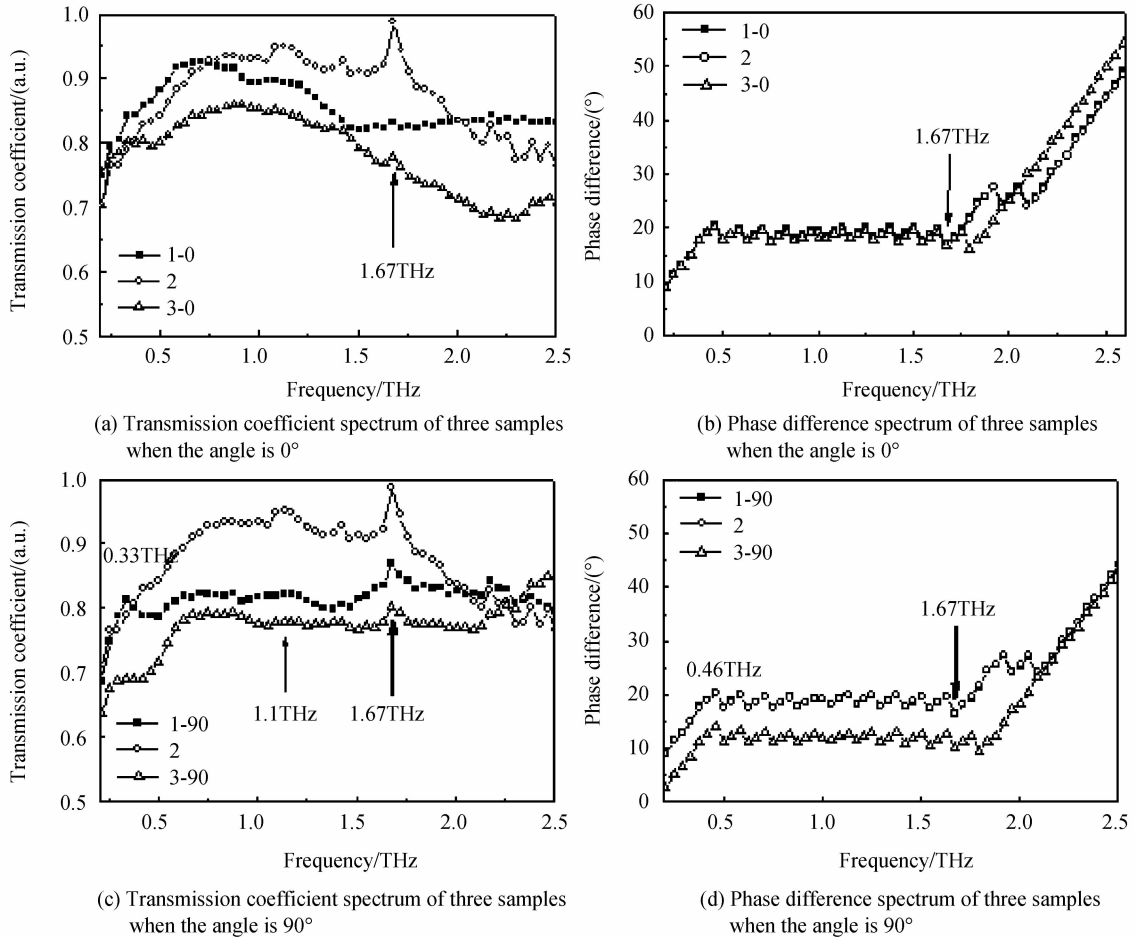 1.0
0.9
0.8
0.7
0.6
0.5
0.5 1.0 1.5 2.0 2.5
Transmission coefficient/(a.u.)
Frequency/THz
1-0
2
3-0
1.67THz
(a) Transmission coefficient spectrum of three samples
when the angle is 0°
60
50
40
30
20
10
0
0.5 1.0 1.5 2.0 2.5
Phase difference/(°)
Frequency/THz
1-0
2
3-0
1.67THz
(b) Phase difference spectrum of three samples
when the angle is 0°
1.0
0.9
0.8
0.7
0.6
0.5
0.5 1.0 1.5 2.0 2.5
Transmission coefficient/(a.u.)
Frequency/THz
0.33THz
1.1THz
1.67THz
1-90
2
3-90
(c) Transmission coefficient spectrum of three samples
when the angle is 90°
60
50
40
30
20
10
0
0.5 1.0 1.5 2.0 2.5
Phase difference/(°)
Frequency/THz
1-90
2
3-90
1.67THz
0.46THz
(d) Phase difference spectrum of three samples
when the angle is 90°